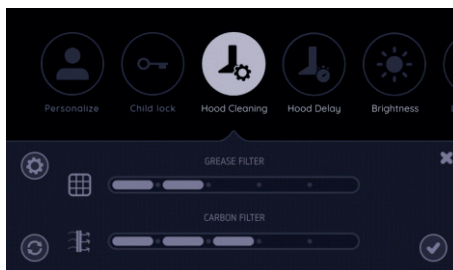 Personalize
Child lock
Hood Cleaning
Hood Delay
Brightness
GREASE FILTER
CARBON FILTER